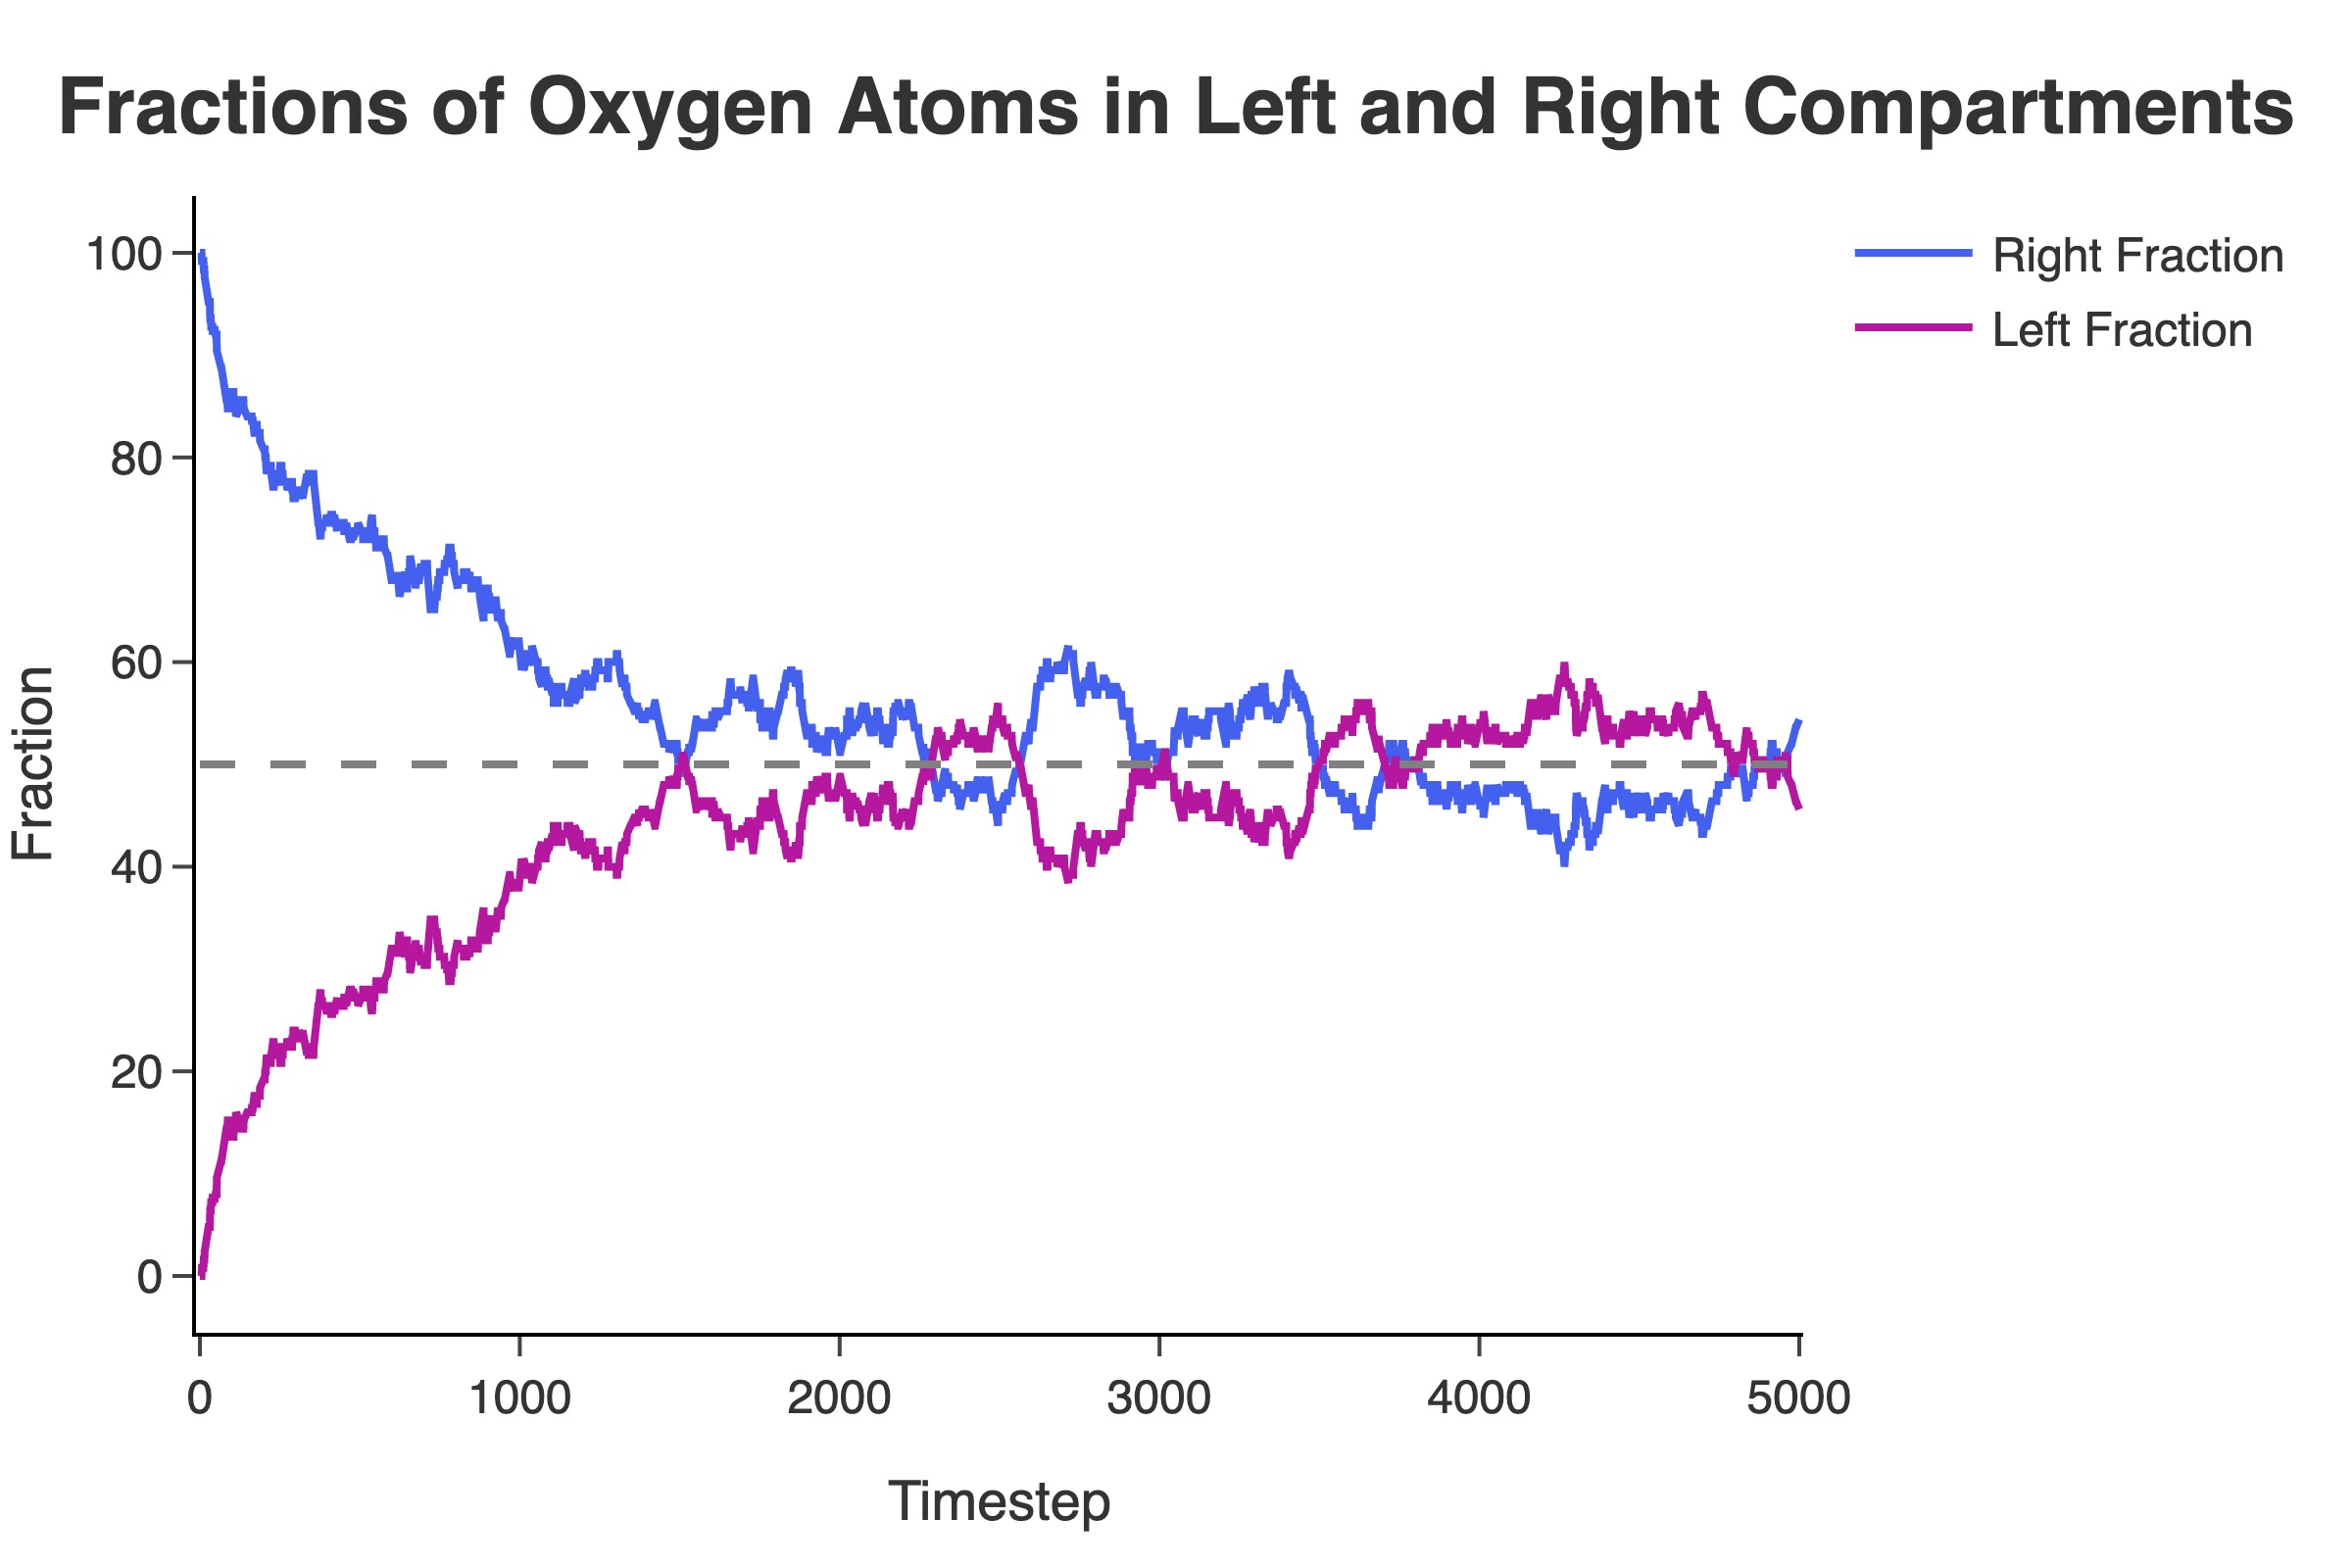 Fractions of Oxygen Atoms in Left and Right Compartments
Right Fraction
Left Fraction
100
80
60
40
20
0
Fraction
0 1000 2000 3000 4000 5000
Timestep